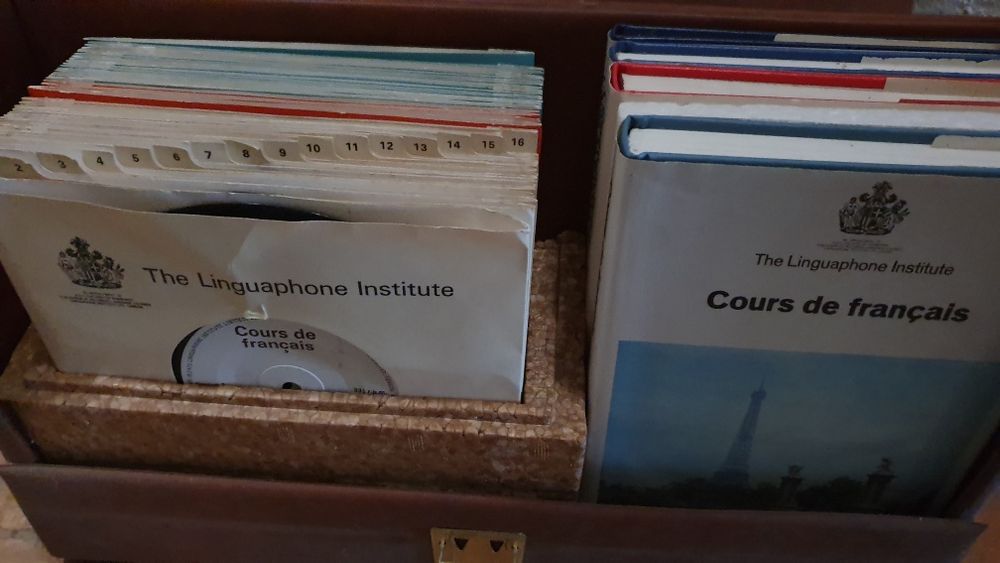 2 3 4 5 6 7 8 9 10 11 12 13 14 15 16
The Linguaphone Institute
Cours de
français
The Linguaphone Institute
Cours de français